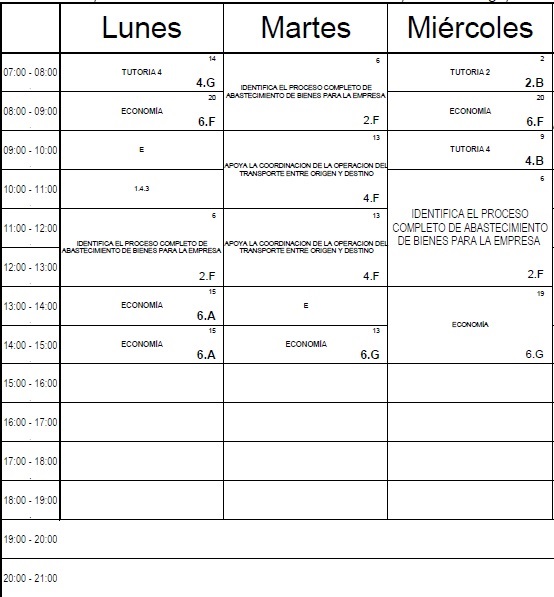 Lunes Martes Miércoles
07:00 - 08:00
14
TUTORIA 4
4.G
6
IDENTIFICA EL PROCESO COMPLETO DE
ABASTECIMIENTO DE BIENES PARA LA EMPRESA
2.F
2
TUTORIA 2
2.B
08:00 - 09:00
20
ECONOMÍA
6.F
20
ECONOMÍA
6.F
09:00 - 10:00
E
13
APOYA LA COORDINACION DE LA OPERACION DEL
TRANSPORTE ENTRE ORIGEN Y DESTINO
4.F
9
TUTORIA 4
4.B
10:00 - 11:00
1.4.3
6
IDENTIFICA EL PROCESO
COMPLETO DE ABASTECIMIENTO
DE BIENES PARA LA EMPRESA
2.F
11:00 - 12:00
6
IDENTIFICA EL PROCESO COMPLETO DE
ABASTECIMIENTO DE BIENES PARA LA EMPRESA
2.F
13
APOYA LA COORDINACION DE LA OPERACION DEL
TRANSPORTE ENTRE ORIGEN Y DESTINO
4.F
12:00 - 13:00
13:00 - 14:00
15
ECONOMÍA
6.A
E
19
ECONOMÍA
6.G
14:00 - 15:00
15
ECONOMÍA
6.A
13
ECONOMÍA
6.G
15:00 - 16:00
16:00 - 17:00
17:00 - 18:00
18:00 - 19:00
19:00 - 20:00
20:00 - 21:00